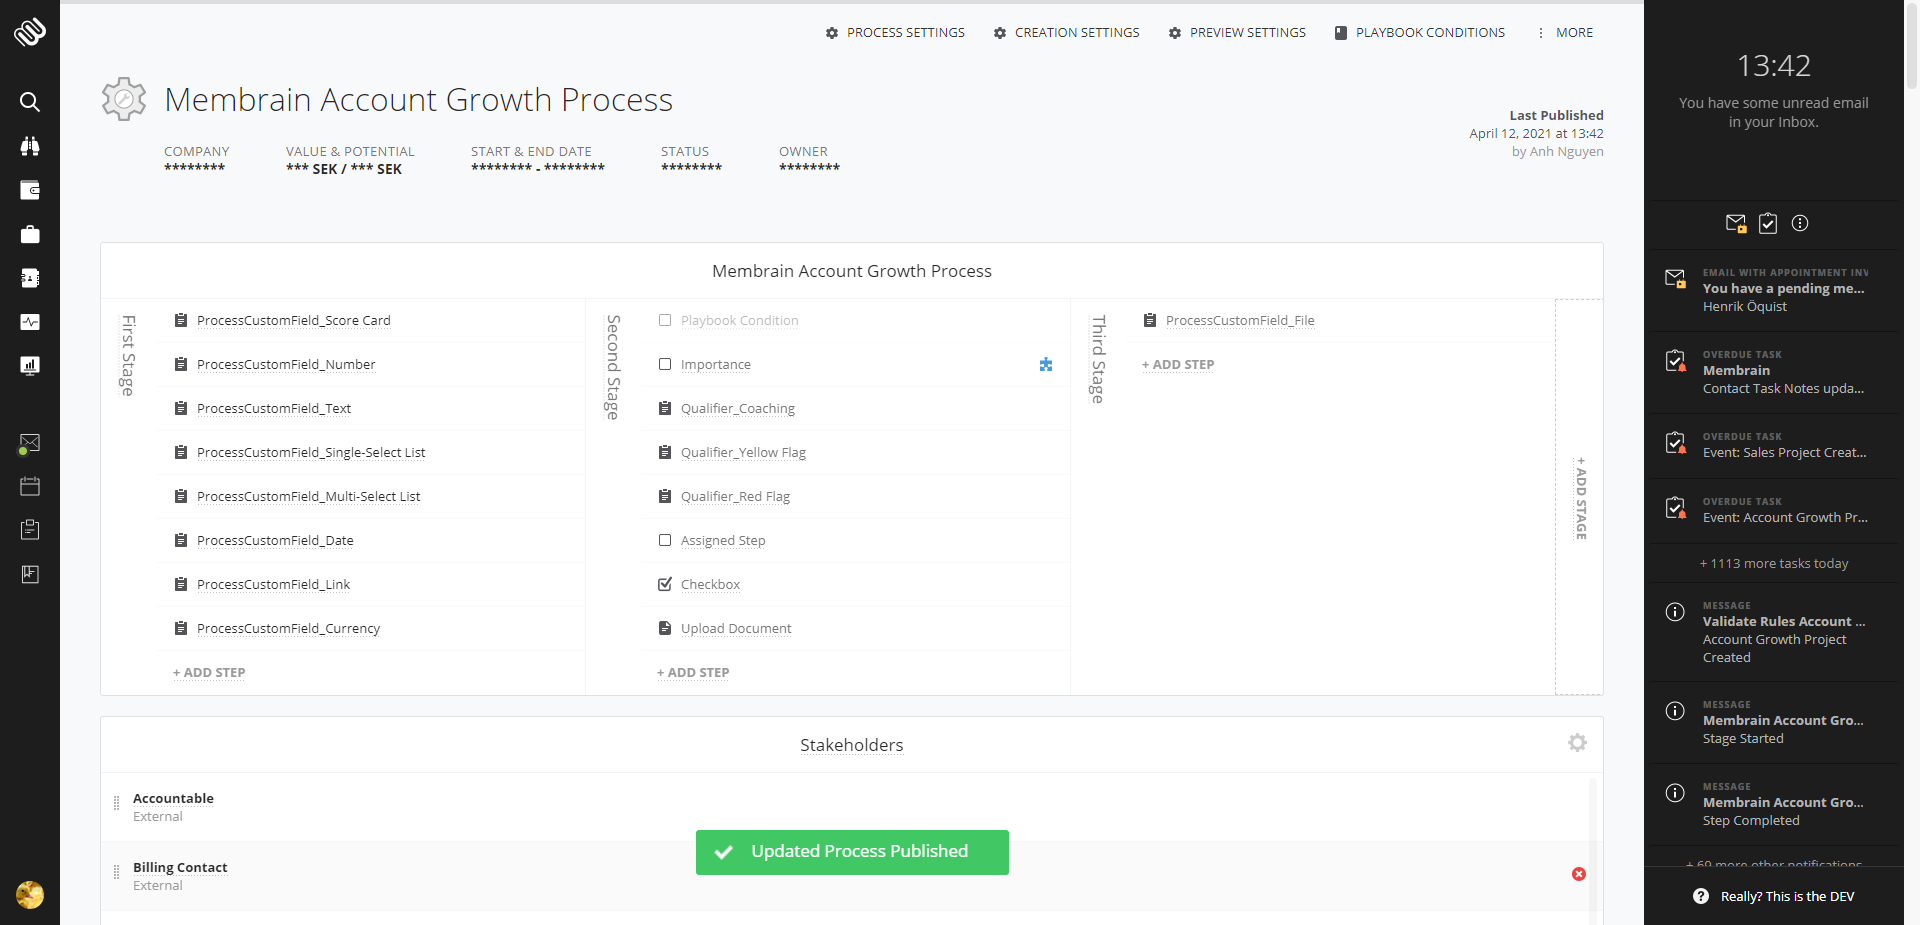 PROCESS SETTINGS
CREATION SETTINGS
PREVIEW SETTINGS
PLAYBOOK CONDITIONS
MORE
Membrain Account Growth Process
Last Published
April 12, 2021 at 13:42
by Anh Nguyen
COMPANY
********
VALUE & POTENTIAL
*** SEK / *** SEK
START & END DATE
******** - ********
STATUS
********
OWNER
********
Membrain Account Growth Process
First Stage
ProcessCustomField_Score Card
ProcessCustomField_Number
ProcessCustomField_Text
ProcessCustomField_Single-Select List
ProcessCustomField_Multi-Select List
ProcessCustomField_Date
ProcessCustomField_Link
ProcessCustomField_Currency
+ ADD STEP
Second Stage
Playbook Condition
Importance
Qualifier_Coaching
Qualifier_Yellow Flag
Qualifier_Red Flag
Assigned Step
Checkbox
Upload Document
+ ADD STEP
Third Stage
ProcessCustomField_File
+ ADD STEP
+ ADD STAGE
Stakeholders
Accountable
External
Billing Contact
External
Updated Process Published
13:42
You have some unread email
in your Inbox.
EMAIL WITH APPOINTMENT INV
You have a pending me...
Henrik Öquist
OVERDUE TASK
Membrain
Contact Task Notes upda...
OVERDUE TASK
Event: Sales Project Creat...
OVERDUE TASK
Event: Account Growth Pr...
+ 1113 more tasks today
MESSAGE
Validate Rules Account ...
Account Growth Project
Created
MESSAGE
Membrain Account Gro...
Stage Started
MESSAGE
Membrain Account Gro...
Step Completed
+ 69 more other notifications
Really? This is the DEV